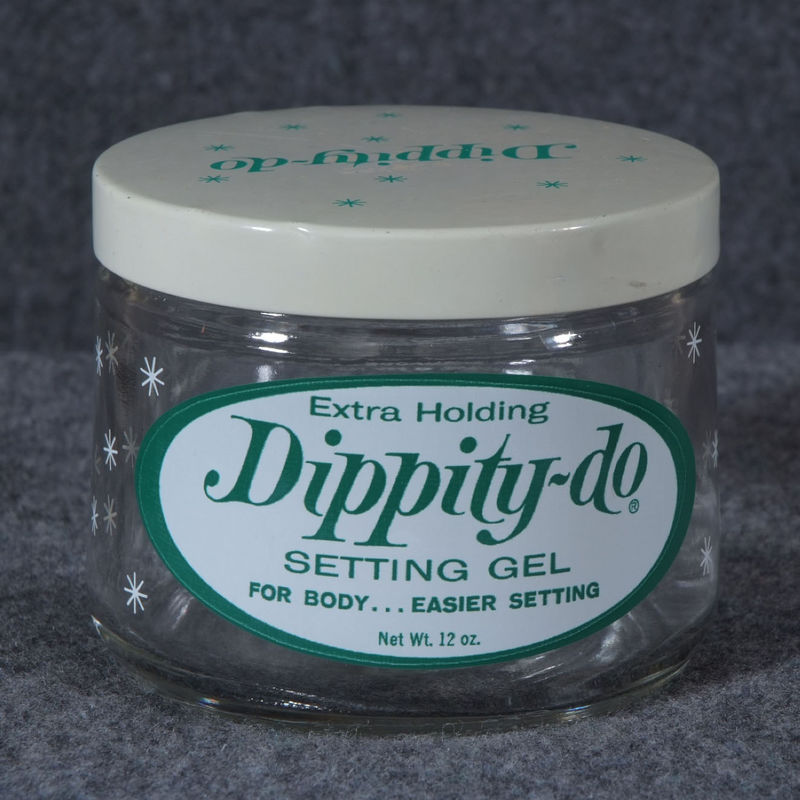 Dippity-do
Extra Holding
Dippity-do®
SETTING GEL
FOR BODY... EASIER SETTING
Net Wt. 12 oz.